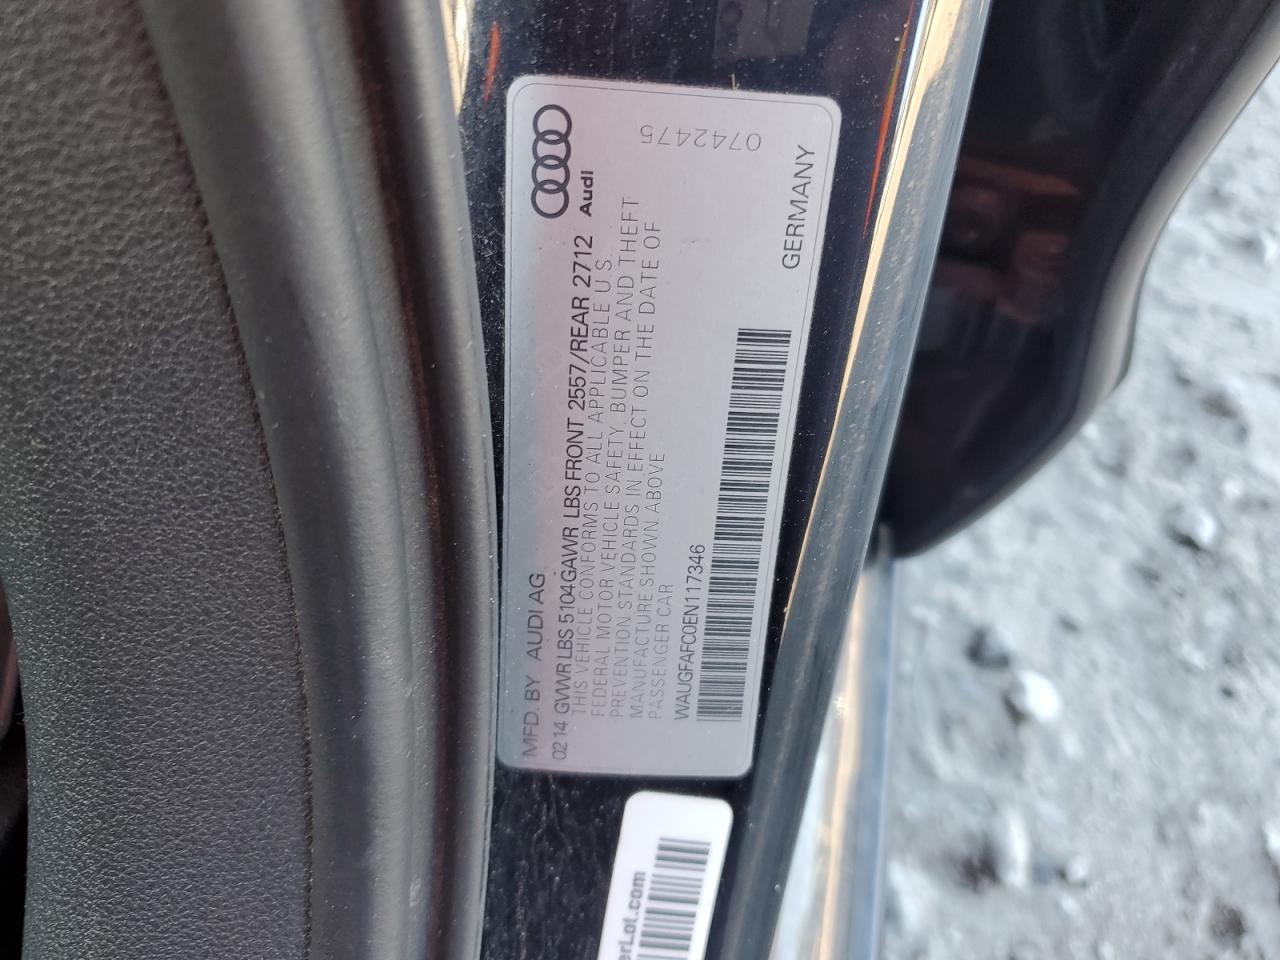 MFD. BY AUDI AG
02 14 GVWR LBS 5104 GAWR LBS FRONT 2557/REAR 2712
THIS VEHICLE CONFORMS TO ALL APPLICABLE U.S.
FEDERAL MOTOR VEHICLE SAFETY, BUMPER AND THEFT
PREVENTION STANDARDS IN EFFECT ON THE DATE OF
MANUFACTURE SHOWN ABOVE
PASSENGER CAR
WAUGFAFC0EN117346
Audi
0742475
GERMANY
erLot.com